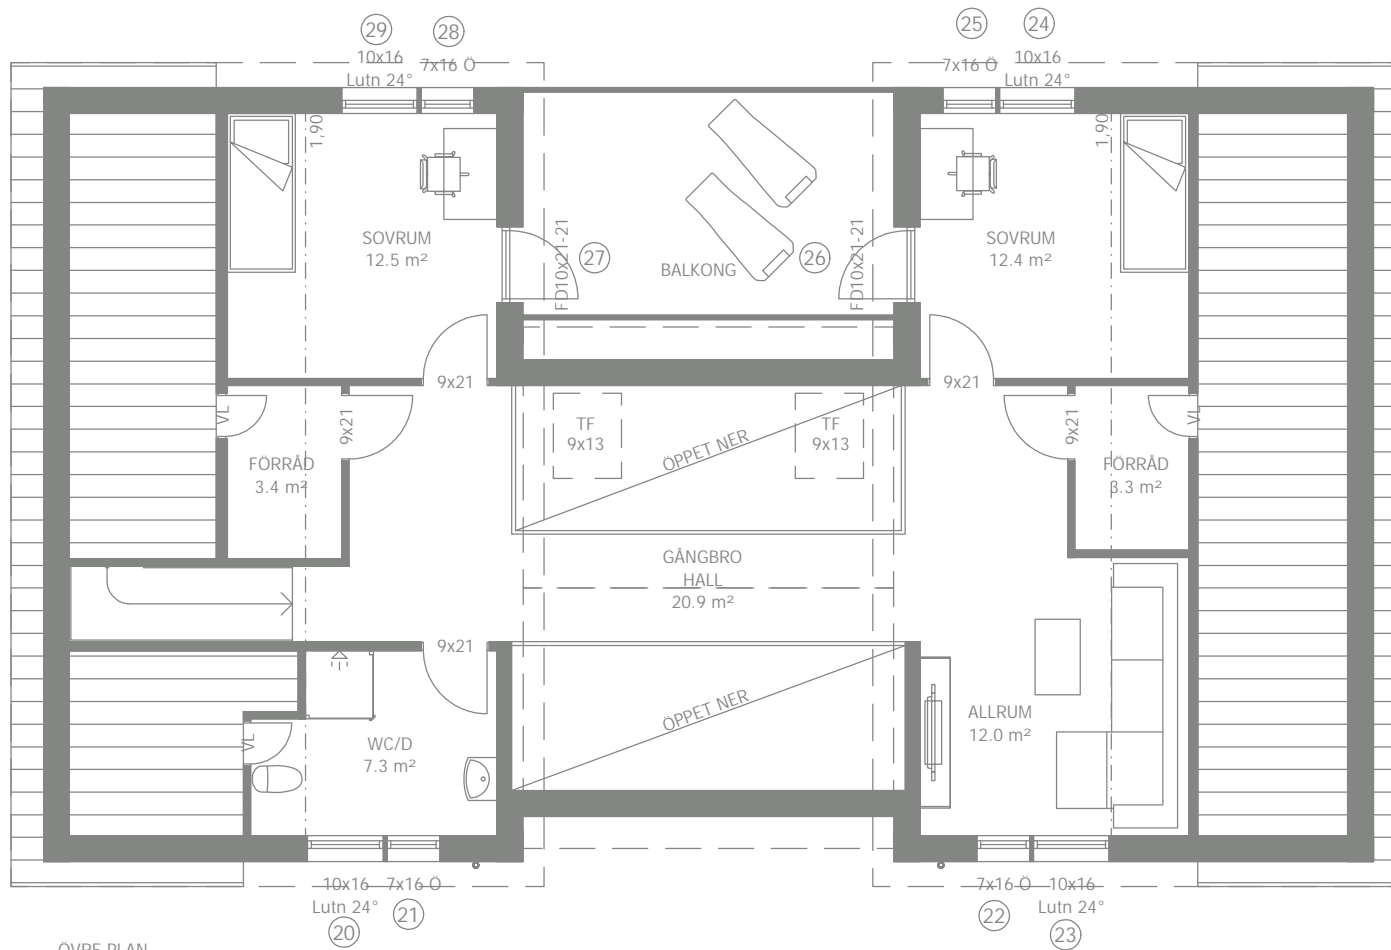 29
28
25
24
10x16
7x16 Ö
7x16 Ö
10x16
Lutn 24°
Lutn 24°
1,90
1,90
SOVRUM
12.5 m²
FD10x21-21
27
BALKONG
26
FD10x21-21
SOVRUM
12.4 m²
9x21
9x21
VL
9x21
TF
9x13
ÖPPET NER
TF
9x13
9x21
VL
FÖRRÅD
3.4 m²
FÖRRÅD
3.3 m²
GÅNGBRO
HALL
20.9 m²
9x21
ÖPPET NER
VL
WC/D
7.3 m²
ALLRUM
12.0 m²
10x16
7x16 Ö
7x16 Ö
10x16
Lutn 24°
Lutn 24°
20
21
22
23
ÖVRE PLAN